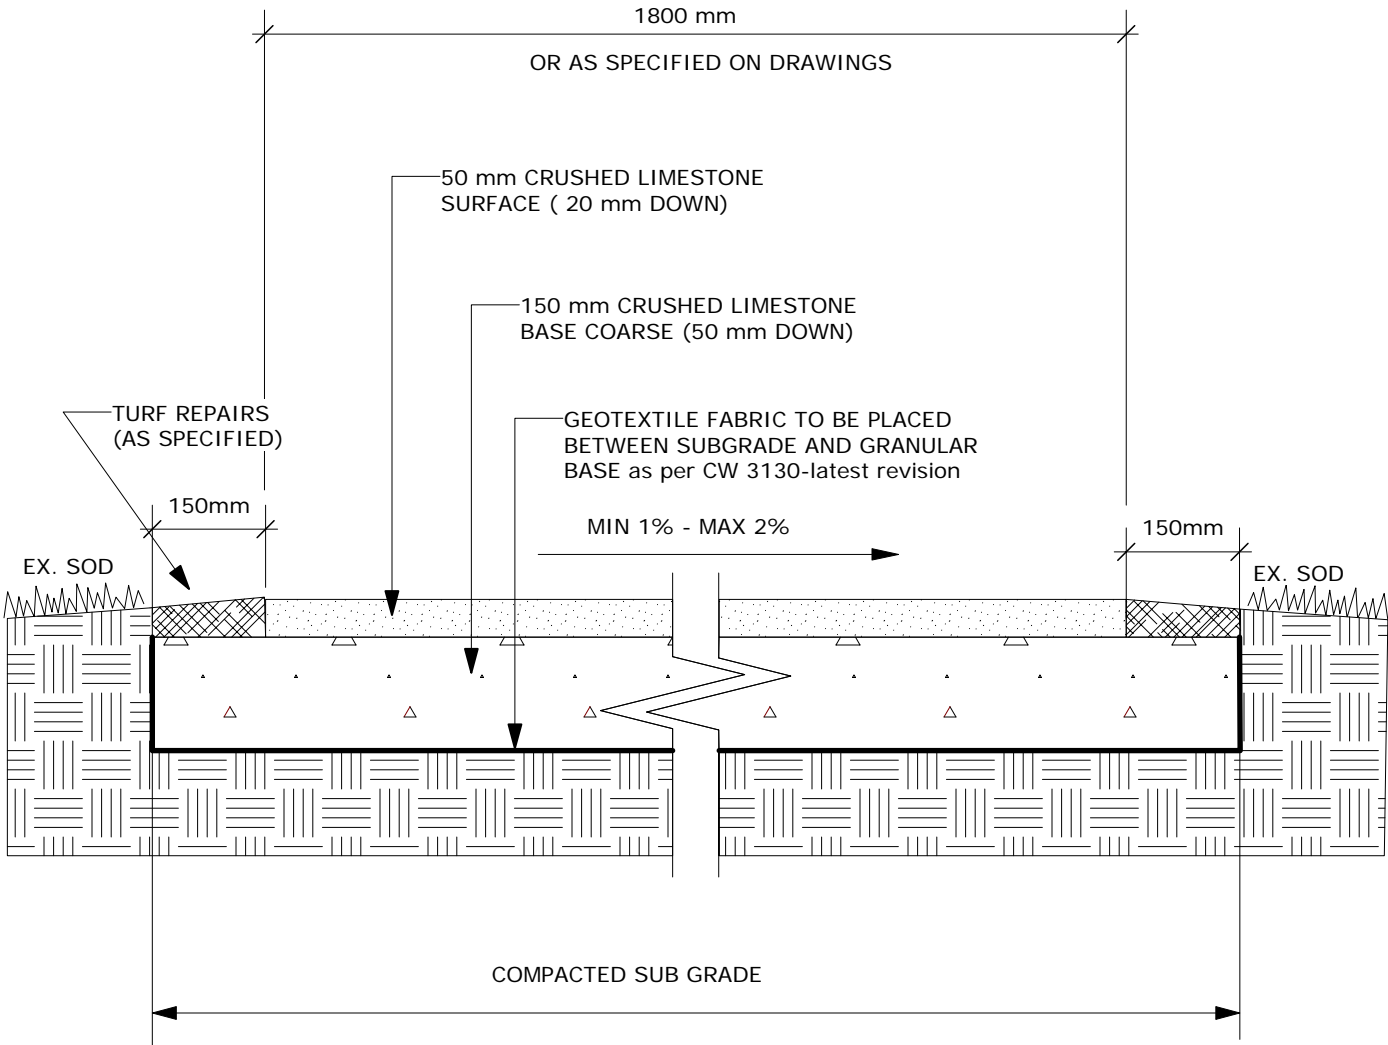 1800 mm
OR AS SPECIFIED ON DRAWINGS
50 mm CRUSHED LIMESTONE
SURFACE ( 20 mm DOWN)
150 mm CRUSHED LIMESTONE
BASE COARSE (50 mm DOWN)
TURF REPAIRS
(AS SPECIFIED)
GEOTEXTILE FABRIC TO BE PLACED
BETWEEN SUBGRADE AND GRANULAR
BASE as per CW 3130-latest revision
150mm
MIN 1% - MAX 2%
150mm
EX. SOD
EX. SOD
COMPACTED SUB GRADE